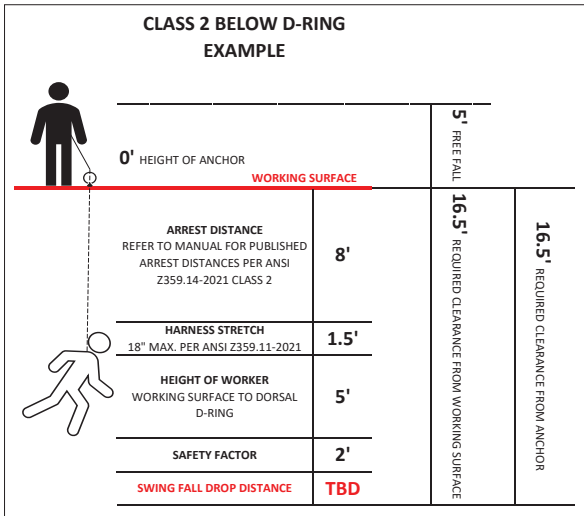 CLASS 2 BELOW D-RING
EXAMPLE
5' FREE FALL
0' HEIGHT OF ANCHOR
WORKING SURFACE
ARREST DISTANCE
REFER TO MANUAL FOR PUBLISHED
ARREST DISTANCES PER ANSI
Z359.14-2021 CLASS 2
8'
HARNESS STRETCH
18" MAX. PER ANSI Z359.11-2021
1.5'
HEIGHT OF WORKER
WORKING SURFACE TO DORSAL
D-RING
5'
SAFETY FACTOR
2'
SWING FALL DROP DISTANCE
TBD
16.5' REQUIRED CLEARANCE FROM WORKING SURFACE
16.5' REQUIRED CLEARANCE FROM ANCHOR